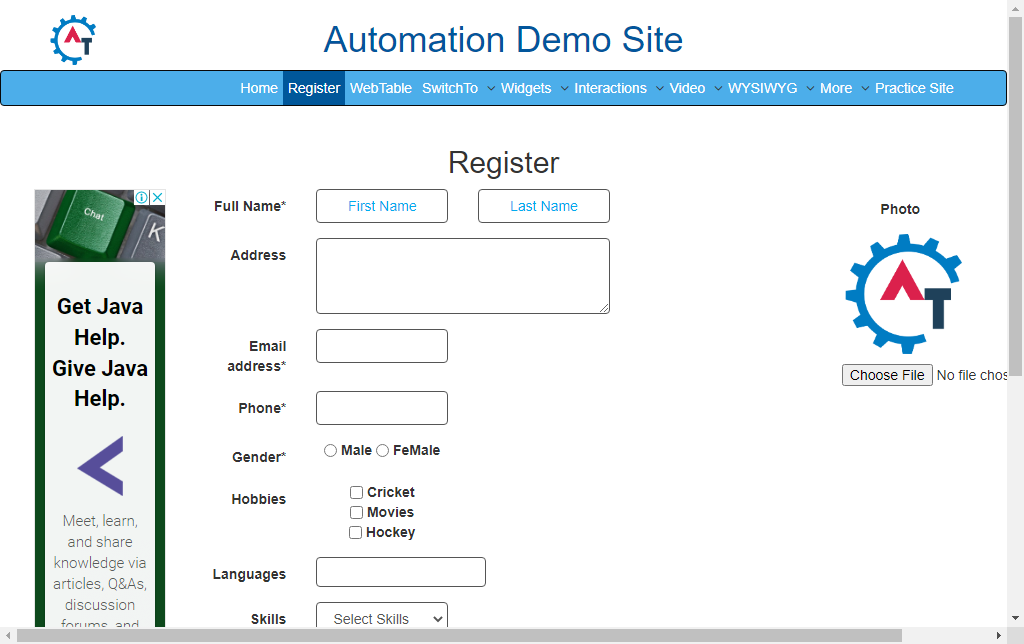 Automation Demo Site
Home Register WebTable SwitchTo Widgets Interactions Video WYSIWYG More Practice Site
Register
Chat
K
Get Java
Help.
Give Java
Help.
Meet, learn,
and share
knowledge via
articles, Q&As,
discussion
forums, and
Full Name* First Name Last Name
Address
Email
address*
Phone*
Gender* Male FeMale
Hobbies Cricket
Movies
Hockey
Languages
Skills Select Skills
Photo
AT
Choose File No file chos